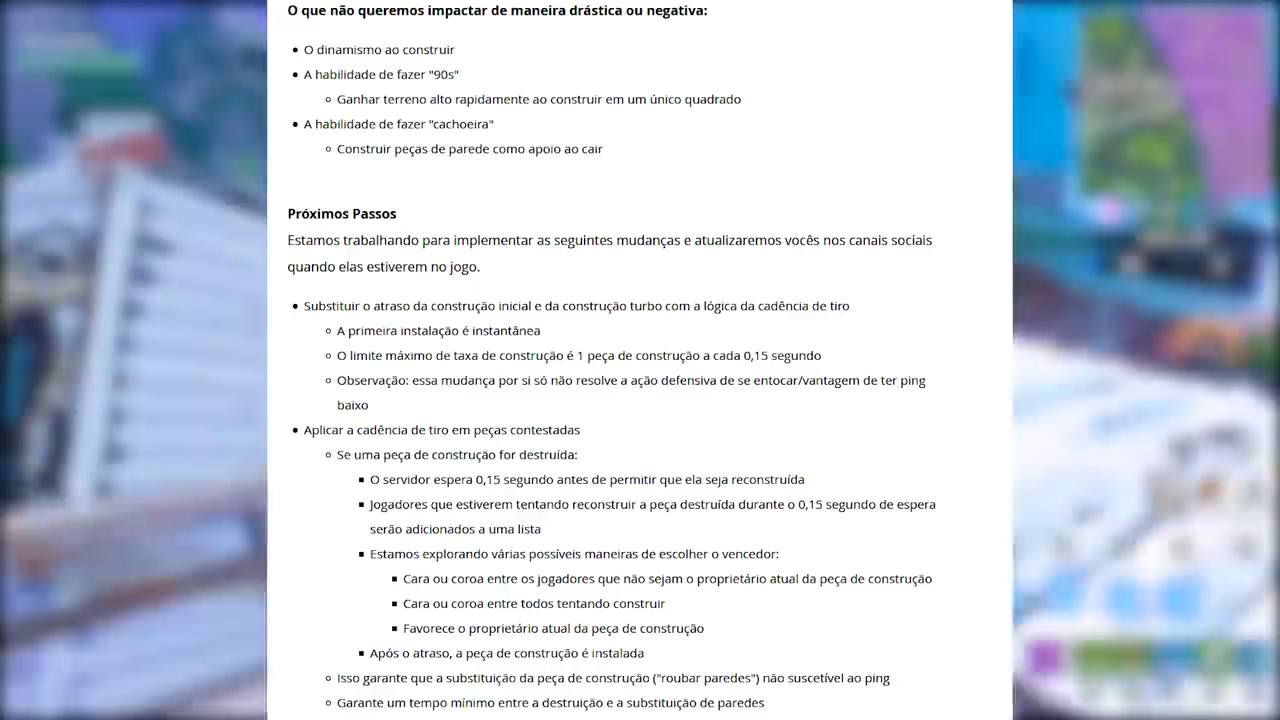 O que não queremos impactar de maneira drástica ou negativa:
• O dinamismo ao construir
• A habilidade de fazer "90s"
◦ Ganhar terreno alto rapidamente ao construir em um único quadrado
• A habilidade de fazer "cachoeira"
◦ Construir peças de parede como apoio ao cair
Próximos Passos
Estamos trabalhando para implementar as seguintes mudanças e atualizaremos vocês nos canais sociais
quando elas estiverem no jogo.
• Substituir o atraso da construção inicial e da construção turbo com a lógica da cadência de tiro
◦ A primeira instalação é instantânea
◦ O limite máximo de taxa de construção é 1 peça de construção a cada 0,15 segundo
◦ Observação: essa mudança por si só não resolve a ação defensiva de se entocar/vantagem de ter ping
baixo
• Aplicar a cadência de tiro em peças contestadas
◦ Se uma peça de construção for destruída:
▪ O servidor espera 0,15 segundo antes de permitir que ela seja reconstruída
▪ Jogadores que estiverem tentando reconstruir a peça destruída durante o 0,15 segundo de espera
serão adicionados a uma lista
▪ Estamos explorando várias possíveis maneiras de escolher o vencedor:
▪ Cara ou coroa entre os jogadores que não sejam o proprietário atual da peça de construção
▪ Cara ou coroa entre todos tentando construir
▪ Favorece o proprietário atual da peça de construção
▪ Após o atraso, a peça de construção é instalada
◦ Isso garante que a substituição da peça de construção ("roubar paredes") não suscetível ao ping
◦ Garante um tempo mínimo entre a destruição e a substituição de paredes